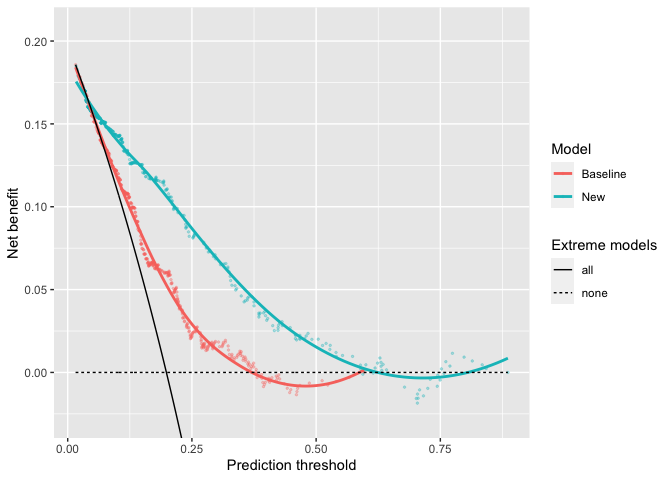 0.20
0.15
0.10
0.05
0.00
Net benefit
0.00 0.25 0.50 0.75
Prediction threshold
Model
Baseline
New
Extreme models
all
none